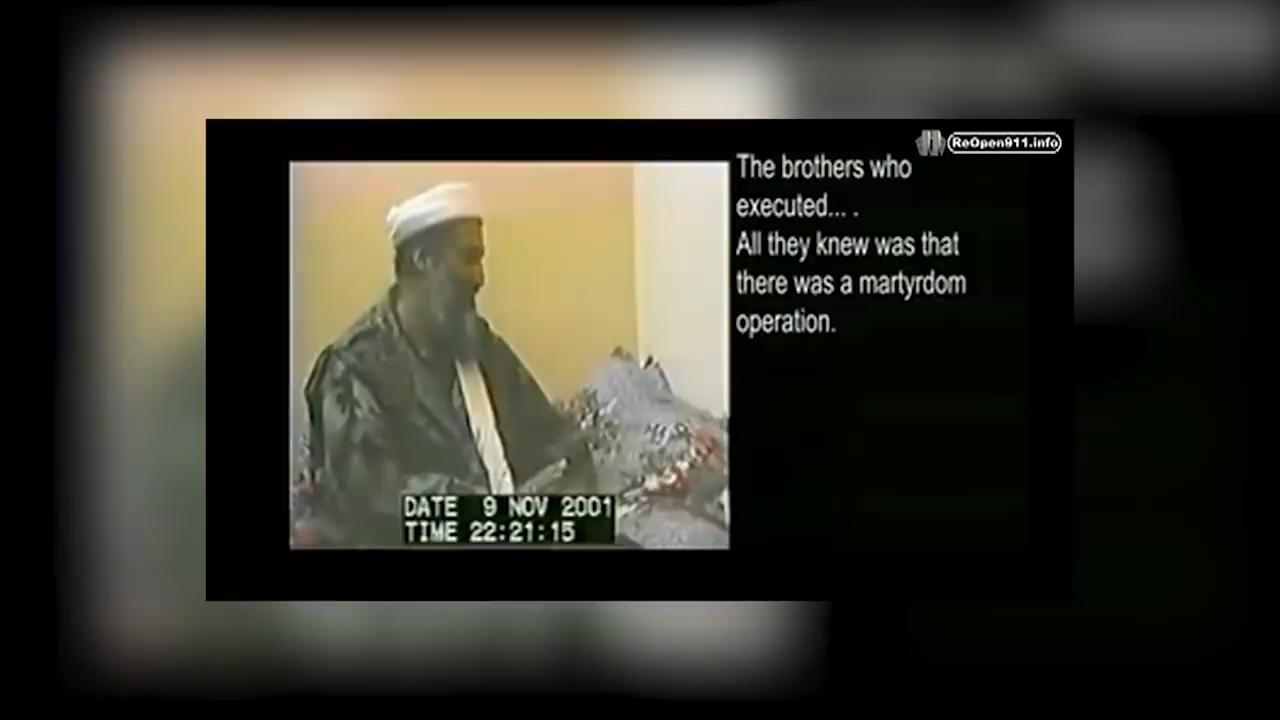 ReOpen911.info
The brothers who
executed... .
All they knew was that
there was a martyrdom
operation.
DATE 9 NOV 2001
TIME 22:21:15